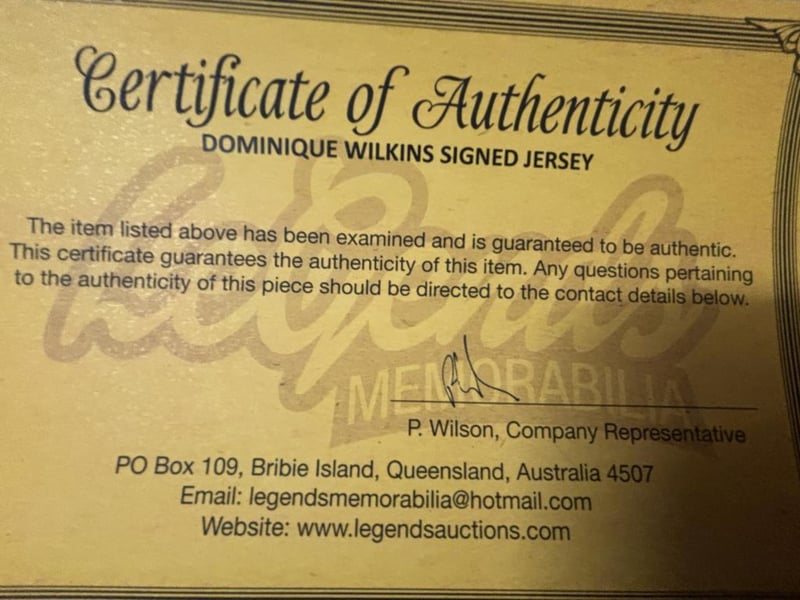 Certificate of Authenticity
DOMINIQUE WILKINS SIGNED JERSEY
The item listed above has been examined and is guaranteed to be authentic.
This certificate guarantees the authenticity of this item. Any questions pertaining
to the authenticity of this piece should be directed to the contact details below.
Legends
MEMORABILIA
P. Wilson, Company Representative
PO Box 109, Bribie Island, Queensland, Australia 4507
Email: legendsmemorabilia@hotmail.com
Website: www.legendsauctions.com